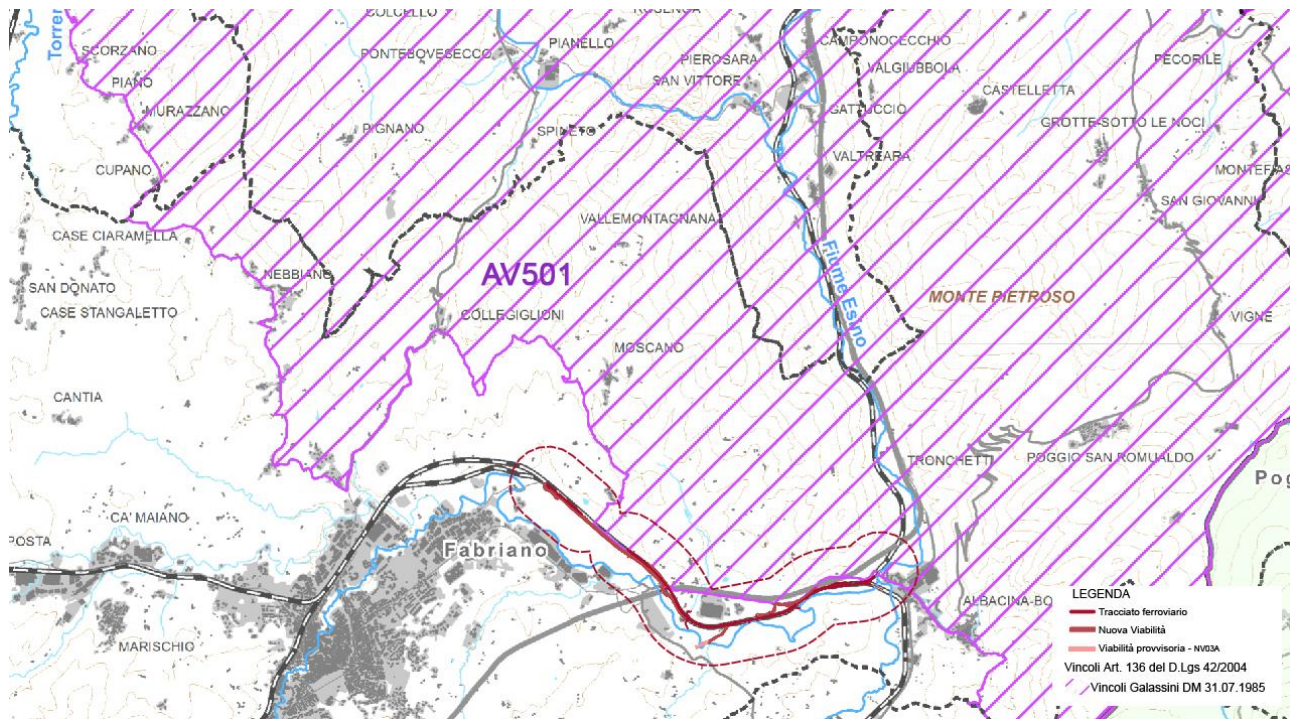 COLCELLO
Torren
SCORZANO
PONTEBOVESECCO
PIANELLO
PIEROSARA
CAMPONOCECCHIO
PECORILE
PIANO
SAN VITTORE
VALGIUBBOLA
CASTELLETTA
MURAZZANO
PIGNANO
SPINETO
GATTUCCIO
GROTTE-SOTTO LE NOCI
CUPANO
VALTREARA
MONTEFAS
SAN GIOVANNI
CASE CIARAMELLA
VALLEMONTAGNANA
Fiume Esino
NEBBIANO
AV501
SAN DONATO
MONTE PIETROSO
CASE STANGALETTO
COLLEGIGLIONI
VIGNE
MOSCANO
CANTIA
TRONCHETTI
POGGIO SAN ROMUALDO
Pog
CA' MAIANO
POSTA
Fabriano
ALBACINA-BO
MARISCHIO
LEGENDA
Tracciato ferroviario
Nuova Viabilità
Viabilità provvisoria - NV03A
Vincoli Art. 136 del D.Lgs 42/2004
Vincoli Galassini DM 31.07.1985